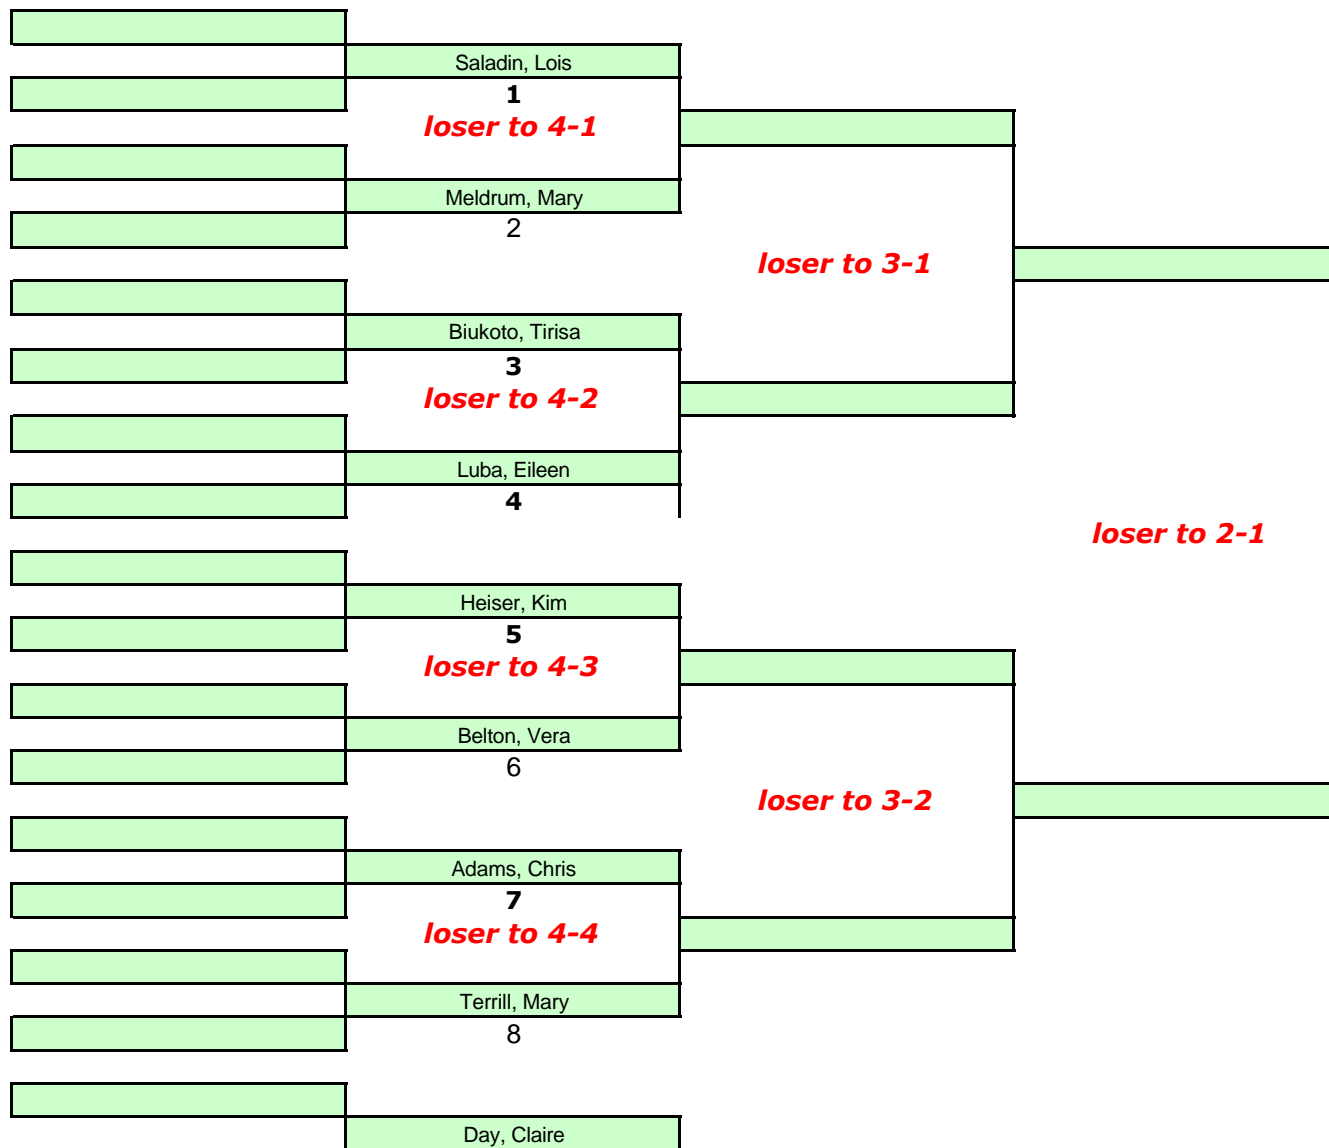 Saladin, Lois
1
loser to 4-1
Meldrum, Mary
2
loser to 3-1
Biukoto, Tirisa
3
loser to 4-2
Luba, Eileen
4
loser to 2-1
Heiser, Kim
5
loser to 4-3
Belton, Vera
6
loser to 3-2
Adams, Chris
7
loser to 4-4
Terrill, Mary
8
Day, Claire